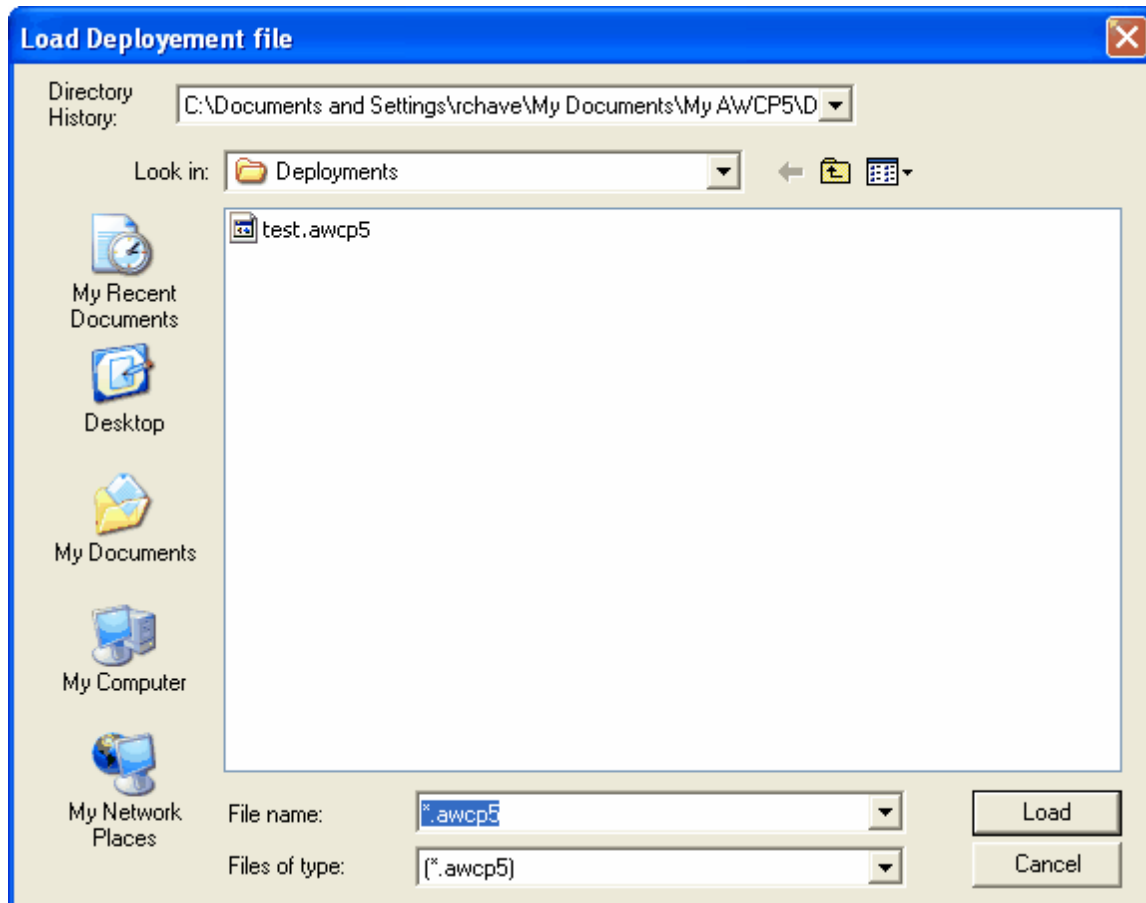 Load Deployement file
Directory
History:
C:\Documents and Settings\rchave\My Documents\My AWCP5\D
Look in:
Deployments
test.awcp5
My Recent
Documents
Desktop
My Documents
My Computer
My Network
Places
File name:
*.awcp5
Load
Files of type:
(*.awcp5)
Cancel